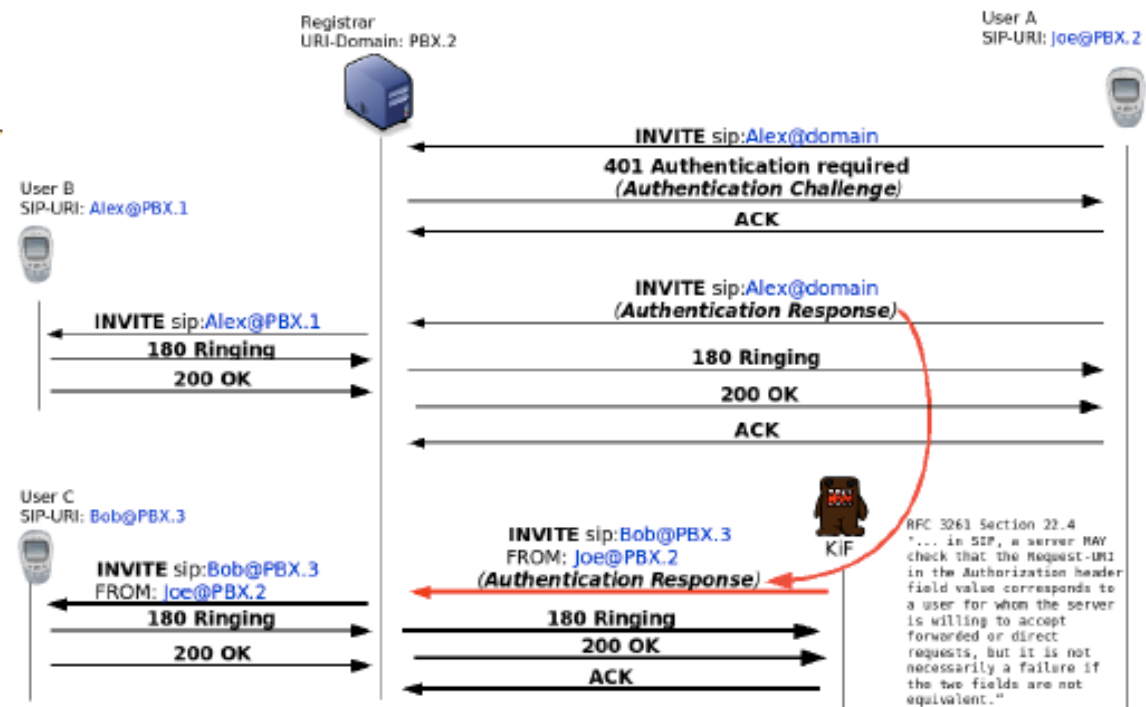 Registrar
URI-Domain: PBX.2
User A
SIP-URI: Joe@PBX.2
INVITE sip:Alex@domain
401 Authentication required
(Authentication Challenge)
ACK
User B
SIP-URI: Alex@PBX.1
INVITE sip:Alex@domain
(Authentication Response)
INVITE sip:Alex@PBX.1
180 Ringing
200 OK
180 Ringing
200 OK
ACK
User C
SIP-URI: Bob@PBX.3
INVITE sip:Bob@PBX.3
FROM: Joe@PBX.2
(Authentication Response)
KiF
INVITE sip:Bob@PBX.3
FROM: Joe@PBX.2
180 Ringing
200 OK
180 Ringing
200 OK
ACK
RFC 3261 Section 22.4
"... in SIP, a server MAY
check that the Request-URI
in the Authorization header
field value corresponds to
a user for whom the server
is willing to accept
forwarded or direct
requests, but it is not
necessarily a failure if
the two fields are not
equivalent."